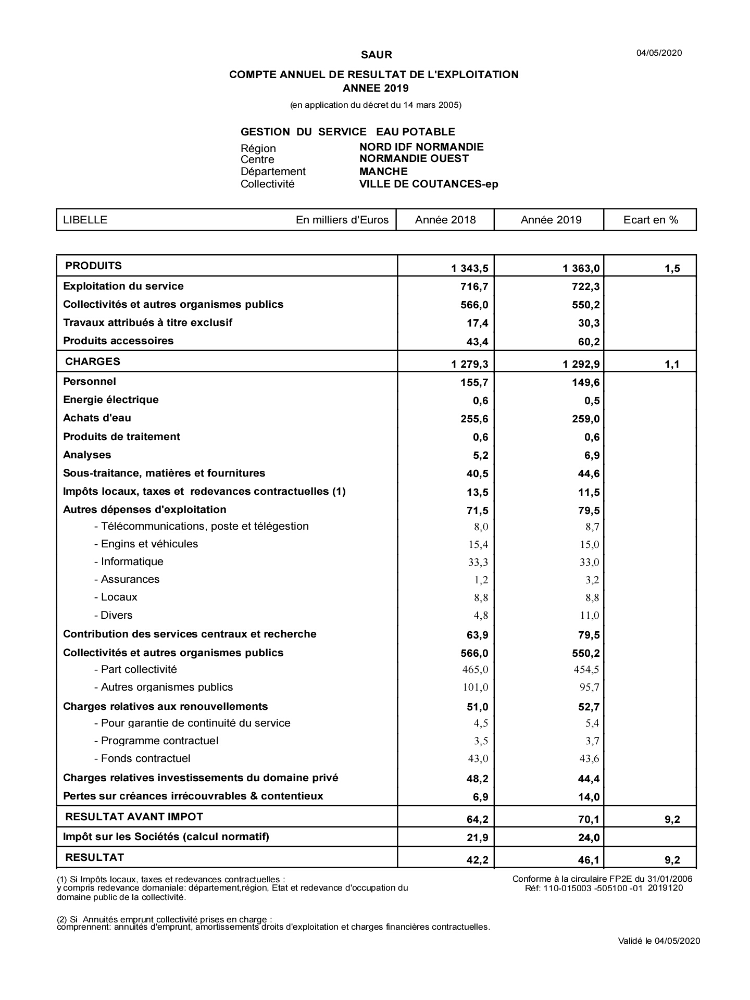 SAUR
04/05/2020
COMPTE ANNUEL DE RESULTAT DE L'EXPLOITATION
ANNEE 2019
(en application du décret du 14 mars 2005)
GESTION DU SERVICE EAU POTABLE
Région NORD IDF NORMANDIE
Centre NORMANDIE OUEST
Département MANCHE
Collectivité VILLE DE COUTANCES-ep
LIBELLE En milliers d'Euros Année 2018 Année 2019 Ecart en %
PRODUITS 1 343,5 1 363,0 1,5
Exploitation du service 716,7 722,3
Collectivités et autres organismes publics 566,0 550,2
Travaux attribués à titre exclusif 17,4 30,3
Produits accessoires 43,4 60,2
CHARGES 1 279,3 1 292,9 1,1
Personnel 155,7 149,6
Energie électrique 0,6 0,5
Achats d'eau 255,6 259,0
Produits de traitement 0,6 0,6
Analyses 5,2 6,9
Sous-traitance, matières et fournitures 40,5 44,6
Impôts locaux, taxes et redevances contractuelles (1) 13,5 11,5
Autres dépenses d'exploitation 71,5 79,5
- Télécommunications, poste et télégestion 8,0 8,7
- Engins et véhicules 15,4 15,0
- Informatique 33,3 33,0
- Assurances 1,2 3,2
- Locaux 8,8 8,8
- Divers 4,8 11,0
Contribution des services centraux et recherche 63,9 79,5
Collectivités et autres organismes publics 566,0 550,2
- Part collectivité 465,0 454,5
- Autres organismes publics 101,0 95,7
Charges relatives aux renouvellements 51,0 52,7
- Pour garantie de continuité du service 4,5 5,4
- Programme contractuel 3,5 3,7
- Fonds contractuel 43,0 43,6
Charges relatives investissements du domaine privé 48,2 44,4
Pertes sur créances irrécouvrables & contentieux 6,9 14,0
RESULTAT AVANT IMPOT 64,2 70,1 9,2
Impôt sur les Sociétés (calcul normatif) 21,9 24,0
RESULTAT 42,2 46,1 9,2
(1) Si Impôts locaux, taxes et redevances contractuelles :
y compris redevance domaniale: département,région, Etat et redevance d'occupation du
domaine public de la collectivité.
Conforme à la circulaire FP2E du 31/01/2006
Réf: 110-015003 -505100 -01 2019120
(2) Si Annuités emprunt collectivité prises en charge :
comprennent: annuités d'emprunt, amortissements droits d'exploitation et charges financières contractuelles.
Validé le 04/05/2020